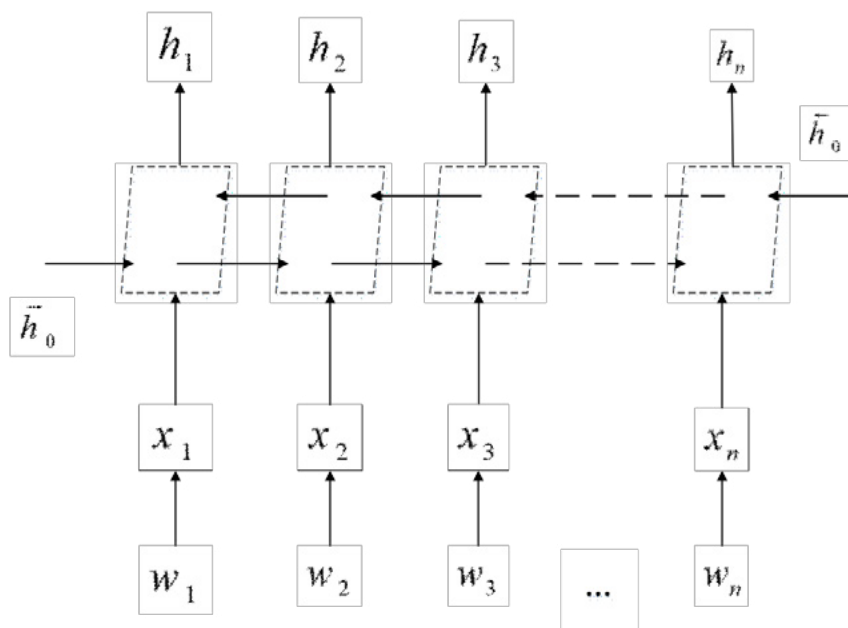 h₁ h₂ h₃ hₙ
h̄₀
h̄₀
x₁ x₂ x₃ xₙ
w₁ w₂ w₃ ... wₙ